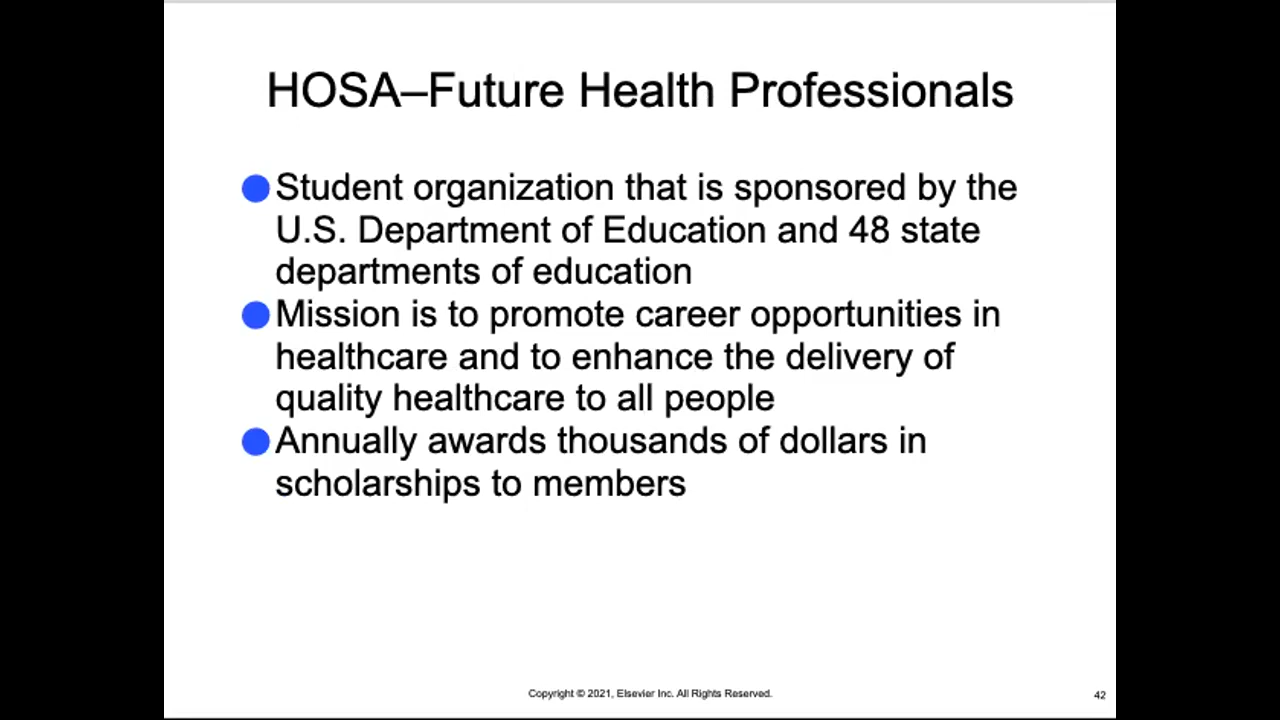 HOSA–Future Health Professionals
Student organization that is sponsored by the
U.S. Department of Education and 48 state
departments of education
Mission is to promote career opportunities in
healthcare and to enhance the delivery of
quality healthcare to all people
Annually awards thousands of dollars in
scholarships to members
Copyright © 2021, Elsevier Inc. All Rights Reserved.
42